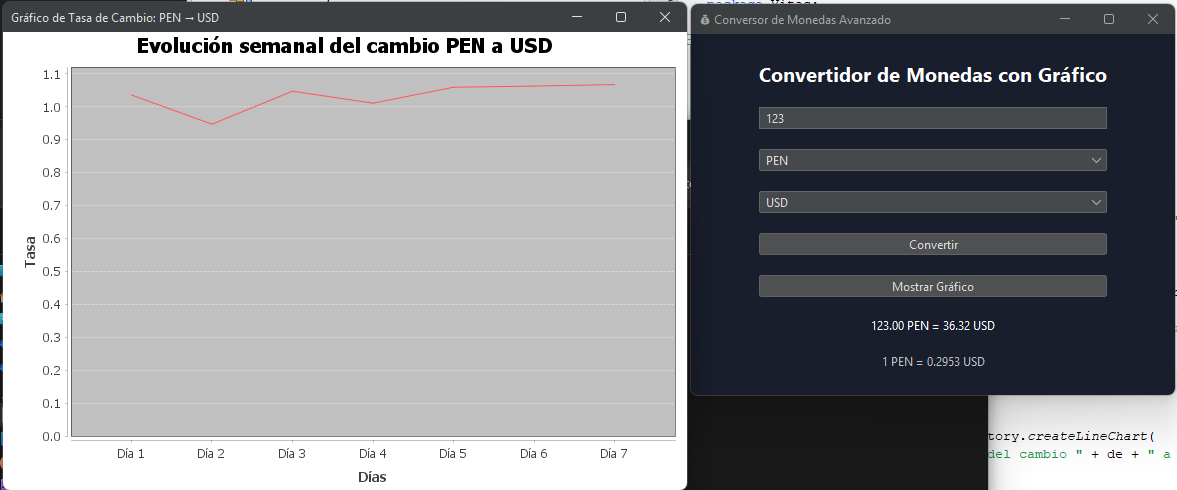 Gráfico de Tasa de Cambio: PEN → USD
Evolución semanal del cambio PEN a USD
1.1
1.0
0.9
0.8
0.7
0.6
0.5
0.4
0.3
0.2
0.1
0.0
Tasa
Día 1 Día 2 Día 3 Día 4 Día 5 Día 6 Día 7
Días
Conversor de Monedas Avanzado
Convertidor de Monedas con Gráfico
123
PEN
USD
Convertir
Mostrar Gráfico
123.00 PEN = 36.32 USD
1 PEN = 0.2953 USD
tory.createLineChart(
del cambio " + de + " a